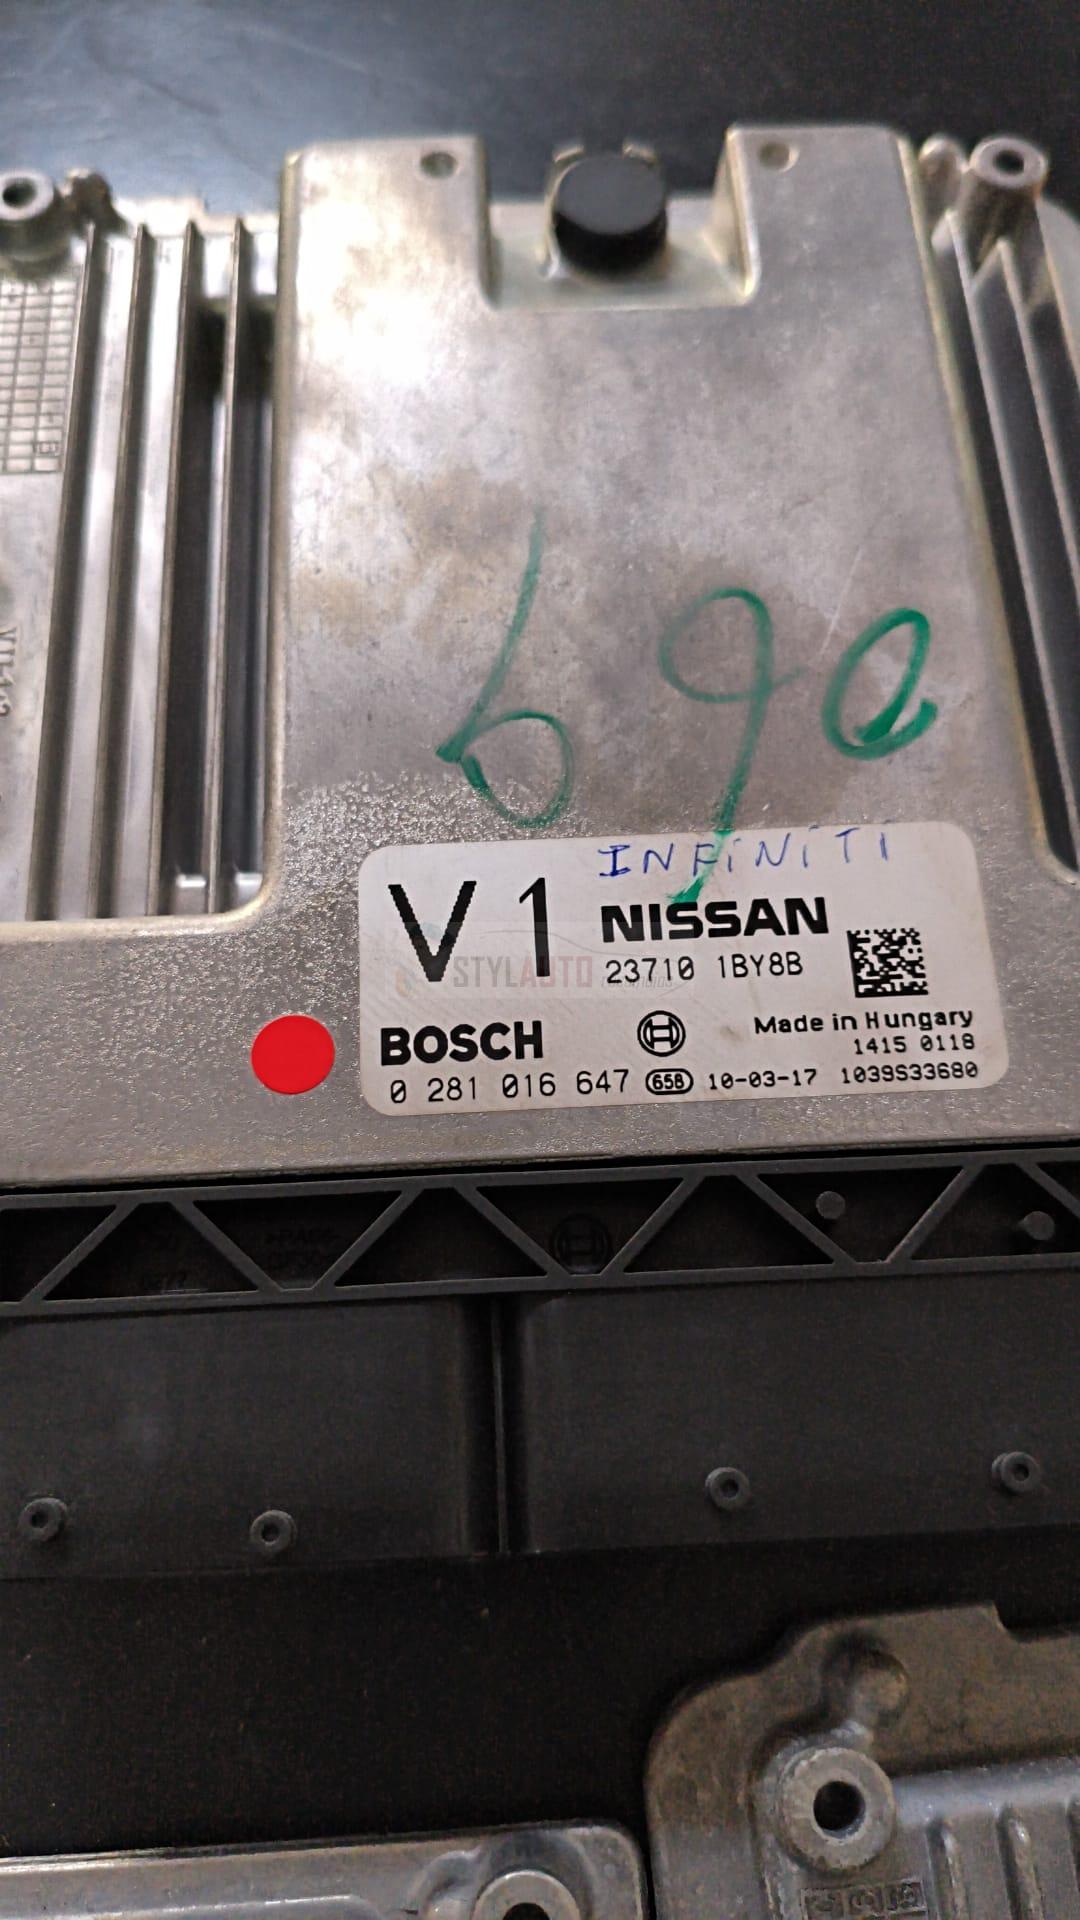 690
INFINITI
V1
NISSAN
23710 1BY8B
STYLAUTO
BOSCH
Made in Hungary
1415 0118
0 281 016 647 658 10-03-17 1039S33680